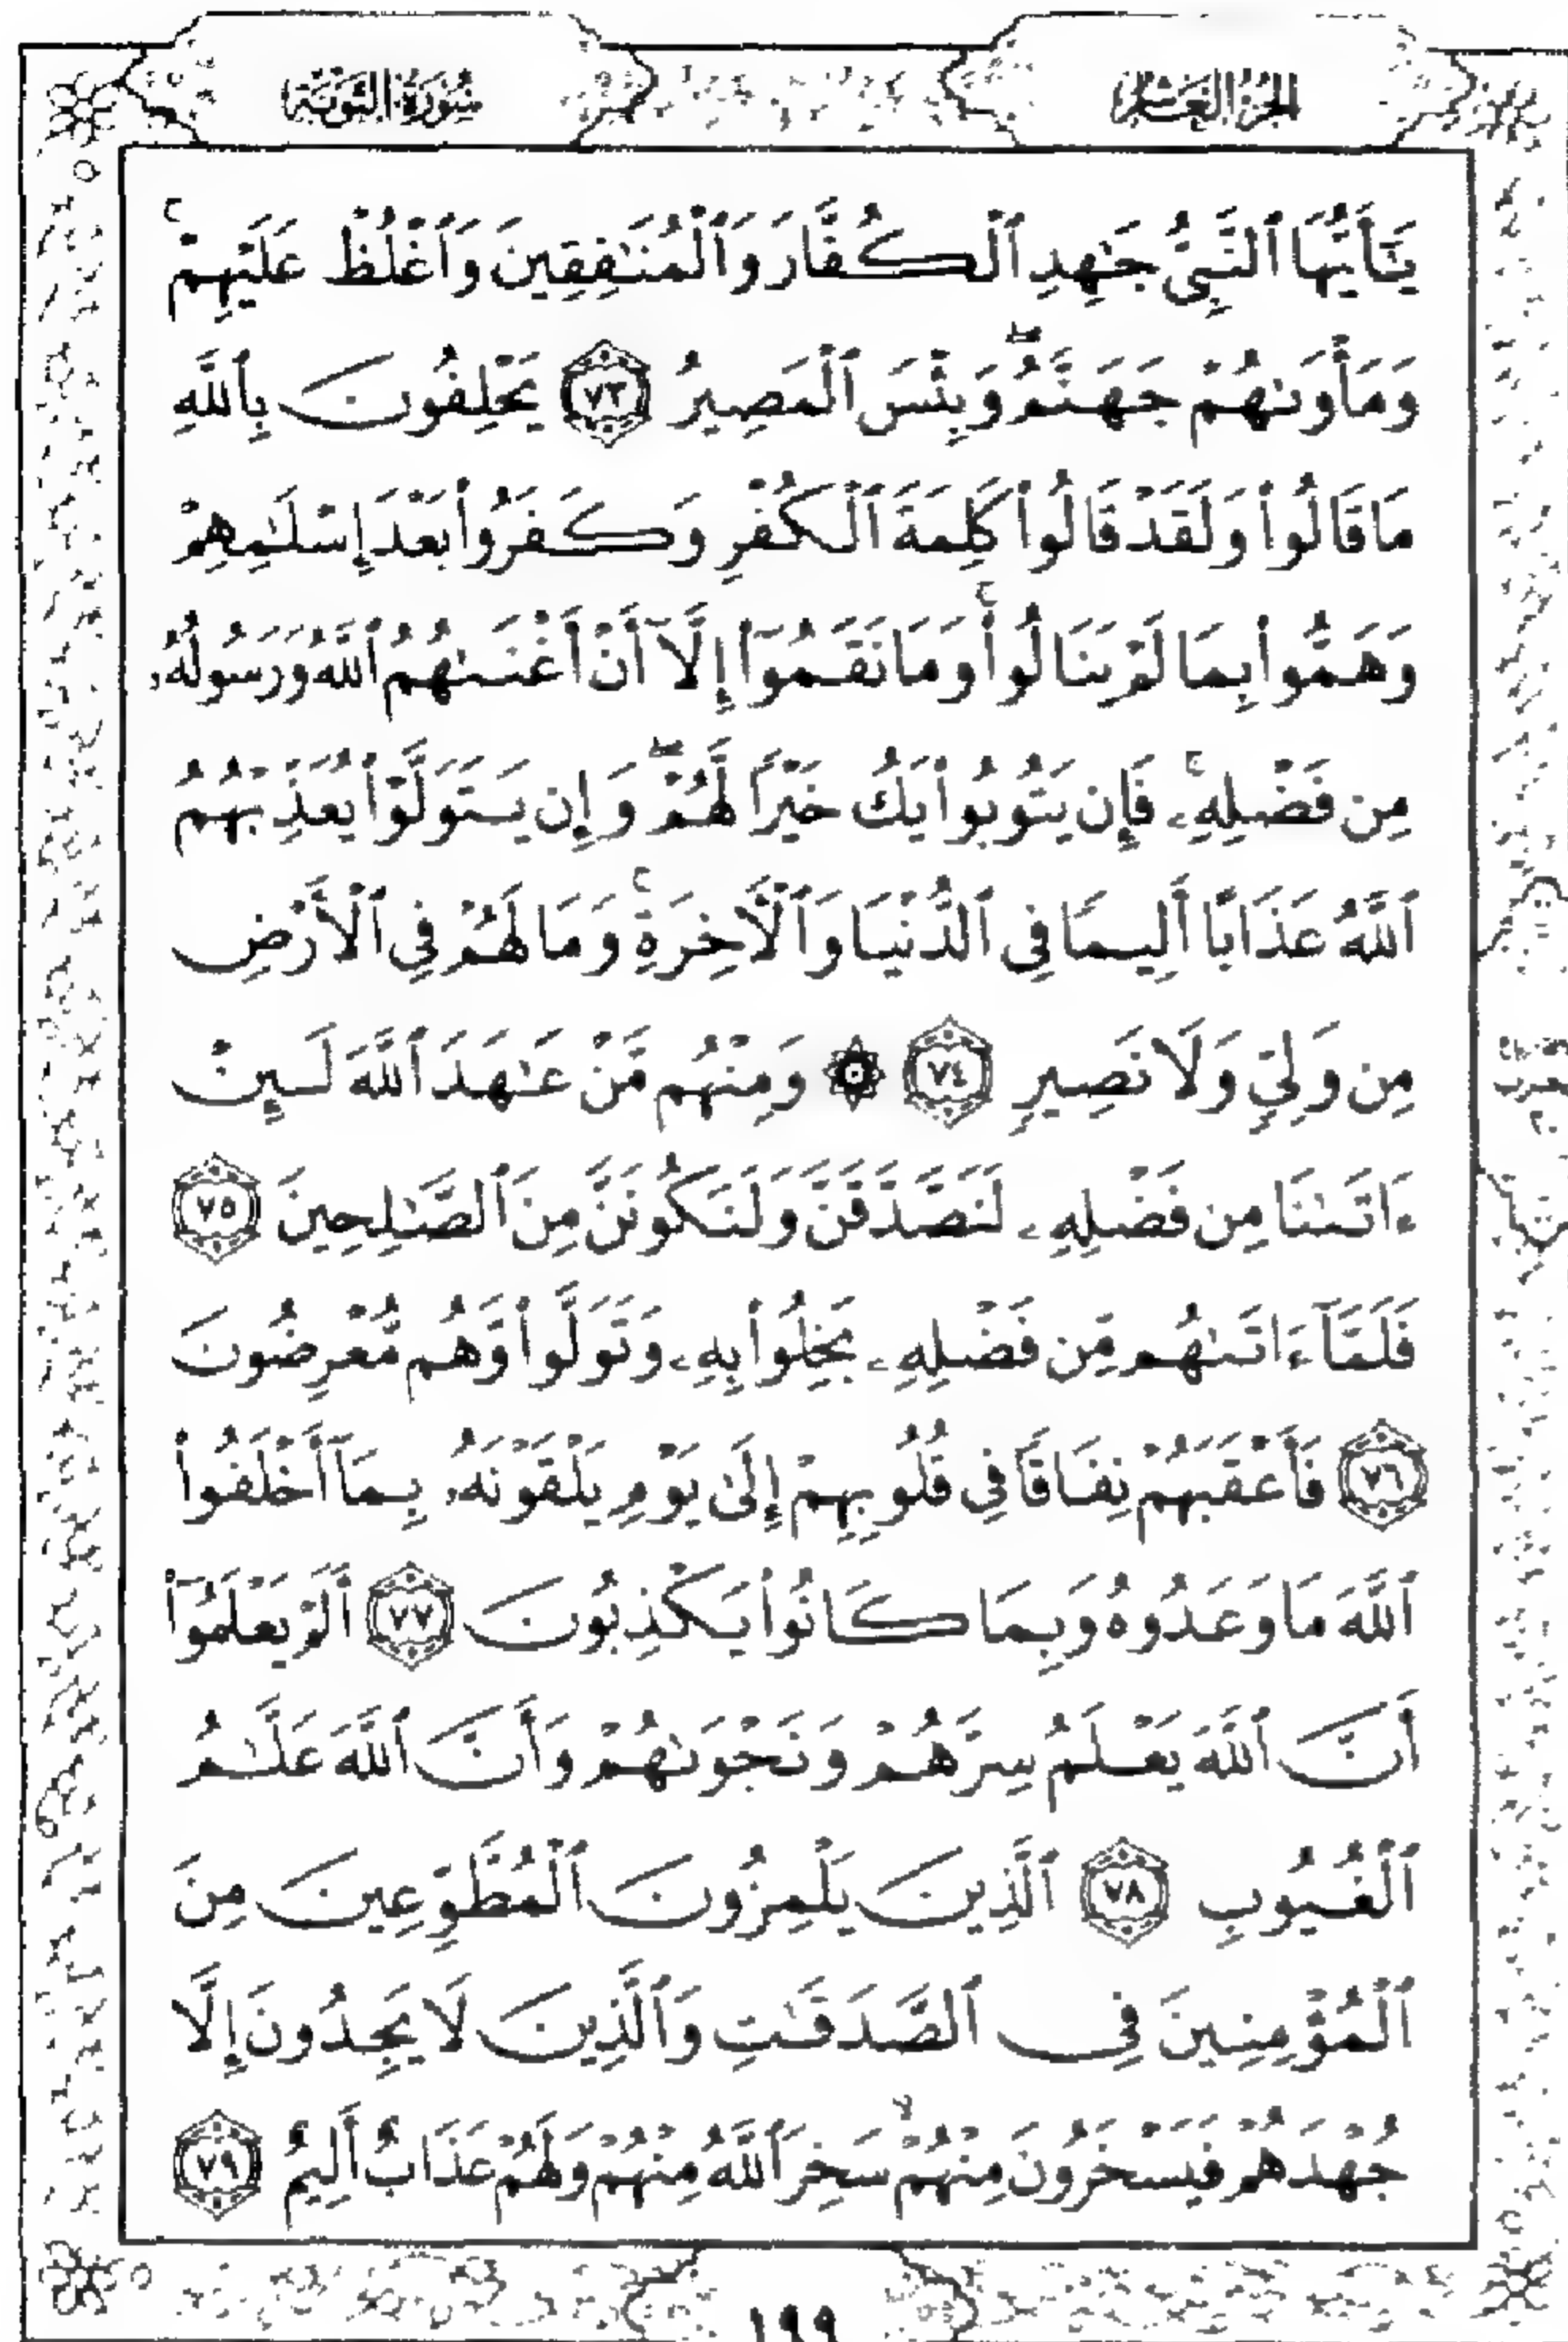 الجزء العاشر
سورة التوبة
يَٰٓأَيُّهَا ٱلنَّبِىُّ جَٰهِدِ ٱلْكُفَّارَ وَٱلْمُنَٰفِقِينَ وَٱغْلُظْ عَلَيْهِمْ ۚ
وَمَأْوَىٰهُمْ جَهَنَّمُ ۖ وَبِئْسَ ٱلْمَصِيرُ ٧٣ يَحْلِفُونَ بِٱللَّهِ
مَا قَالُوا۟ وَلَقَدْ قَالُوا۟ كَلِمَةَ ٱلْكُفْرِ وَكَفَرُوا۟ بَعْدَ إِسْلَٰمِهِمْ
وَهَمُّوا۟ بِمَا لَمْ يَنَالُوا۟ ۚ وَمَا نَقَمُوٓا۟ إِلَّآ أَنْ أَغْنَىٰهُمُ ٱللَّهُ وَرَسُولُهُۥ
مِن فَضْلِهِۦ ۚ فَإِن يَتُوبُوا۟ يَكُ خَيْرًا لَّهُمْ ۖ وَإِن يَتَوَلَّوْا۟ يُعَذِّبْهُمُ
ٱللَّهُ عَذَابًا أَلِيمًا فِى ٱلدُّنْيَا وَٱلْءَاخِرَةِ ۚ وَمَا لَهُمْ فِى ٱلْأَرْضِ
مِن وَلِىٍّ وَلَا نَصِيرٍ ٧٤ ۞ وَمِنْهُم مَّنْ عَٰهَدَ ٱللَّهَ لَئِنْ
ءَاتَىٰنَا مِن فَضْلِهِۦ لَنَصَّدَّقَنَّ وَلَنَكُونَنَّ مِنَ ٱلصَّٰلِحِينَ ٧٥
فَلَمَّآ ءَاتَىٰهُم مِّن فَضْلِهِۦ بَخِلُوا۟ بِهِۦ وَتَوَلَّوا۟ وَّهُم مُّعْرِضُونَ
٧٦ فَأَعْقَبَهُمْ نِفَاقًا فِى قُلُوبِهِمْ إِلَىٰ يَوْمِ يَلْقَوْنَهُۥ بِمَآ أَخْلَفُوا۟
ٱللَّهَ مَا وَعَدُوهُ وَبِمَا كَانُوا۟ يَكْذِبُونَ ٧٧ أَلَمْ يَعْلَمُوٓا۟
أَنَّ ٱللَّهَ يَعْلَمُ سِرَّهُمْ وَنَجْوَىٰهُمْ وَأَنَّ ٱللَّهَ عَلَّٰمُ
ٱلْغُيُوبِ ٧٨ ٱلَّذِينَ يَلْمِزُونَ ٱلْمُطَّوِّعِينَ مِنَ
ٱلْمُؤْمِنِينَ فِى ٱلصَّدَقَٰتِ وَٱلَّذِينَ لَا يَجِدُونَ إِلَّا
جُهْدَهُمْ فَيَسْخَرُونَ مِنْهُمْ ۙ سَخِرَ ٱللَّهُ مِنْهُمْ وَلَهُمْ عَذَابٌ أَلِيمٌ ٧٩
١٩٩